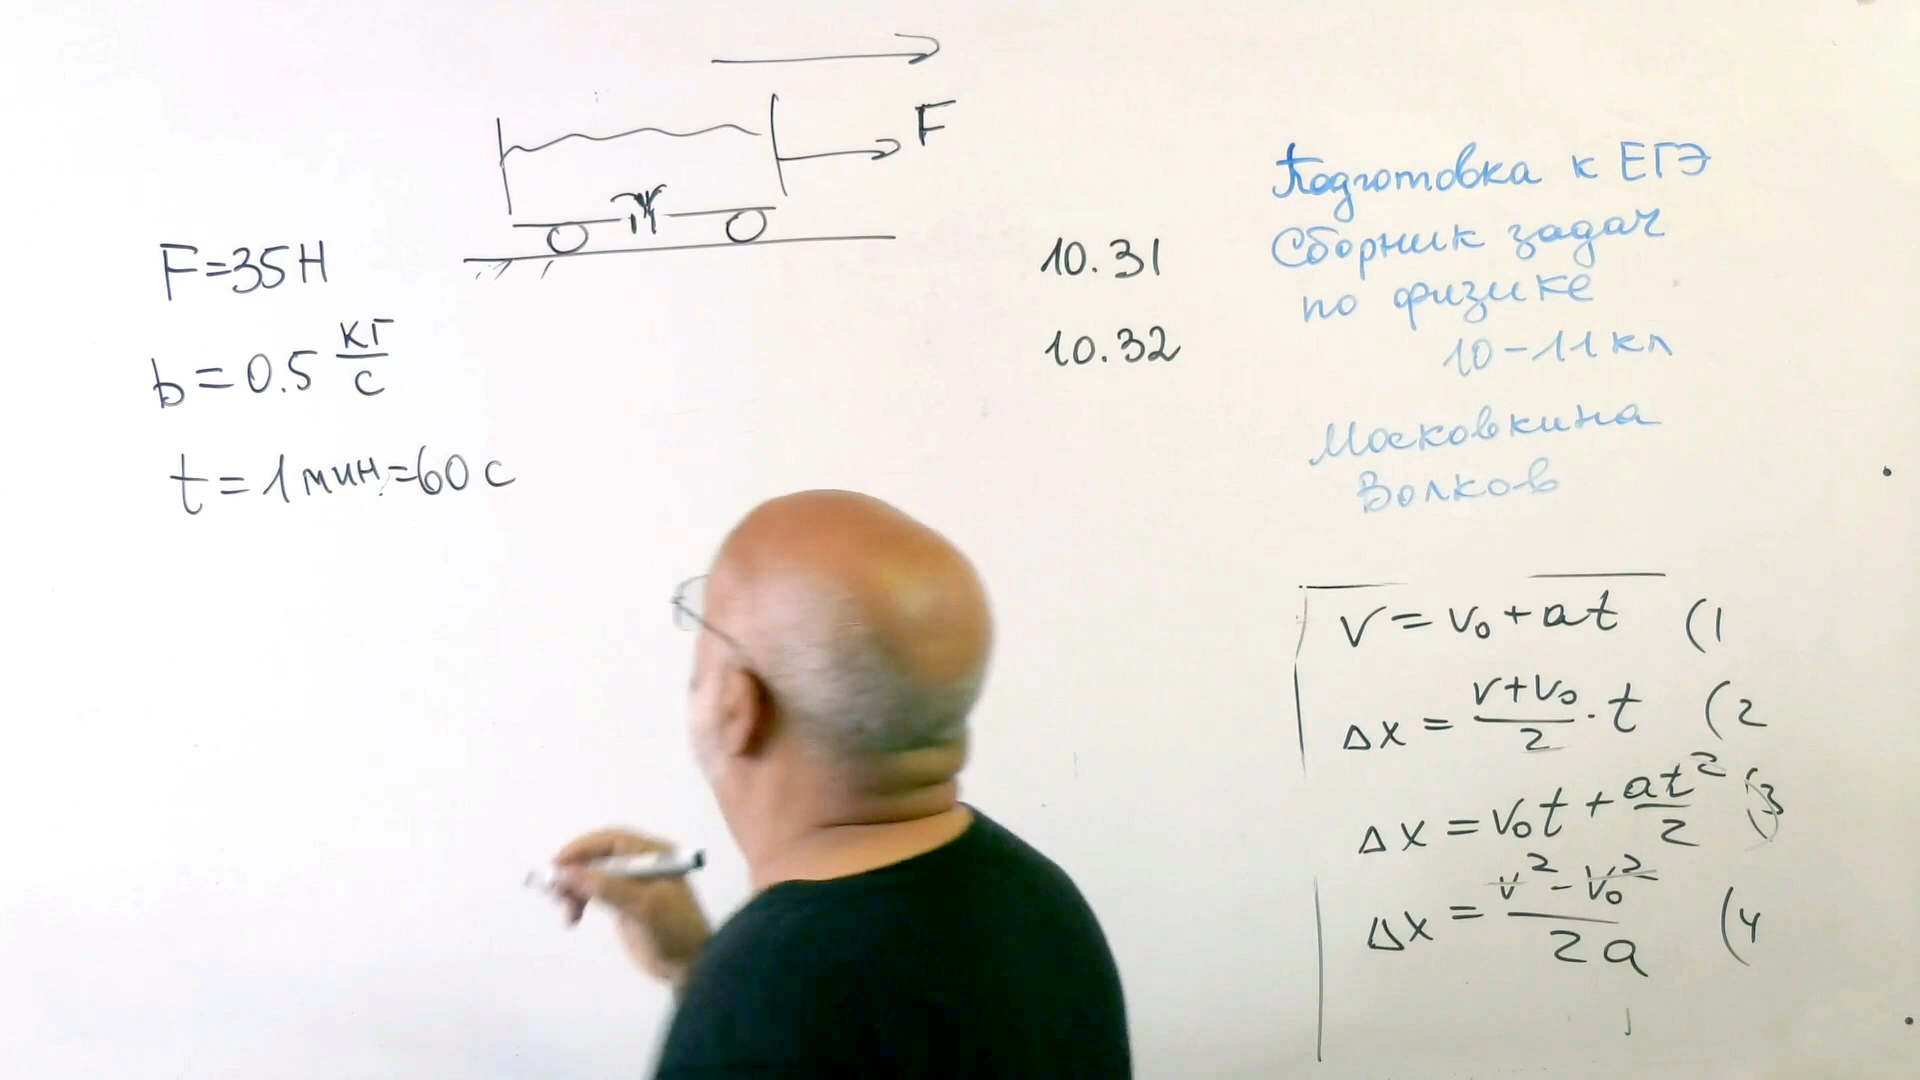 F
F=35Н
b=0.5 кг/с
t=1мин=60с
10.31
10.32
Подготовка к ЕГЭ
Сборник задач
по физике
10-11кл
Московкина
Волков
v=v₀+at (1
Δx=(v+v₀)/2·t (2
Δx=v₀t+at²/2 (3
Δx=(v²-v₀²)/2a (4